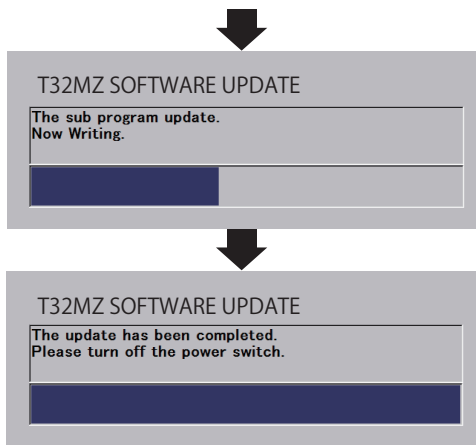 T32MZ SOFTWARE UPDATE
The sub program update.
Now Writing.
T32MZ SOFTWARE UPDATE
The update has been completed.
Please turn off the power switch.